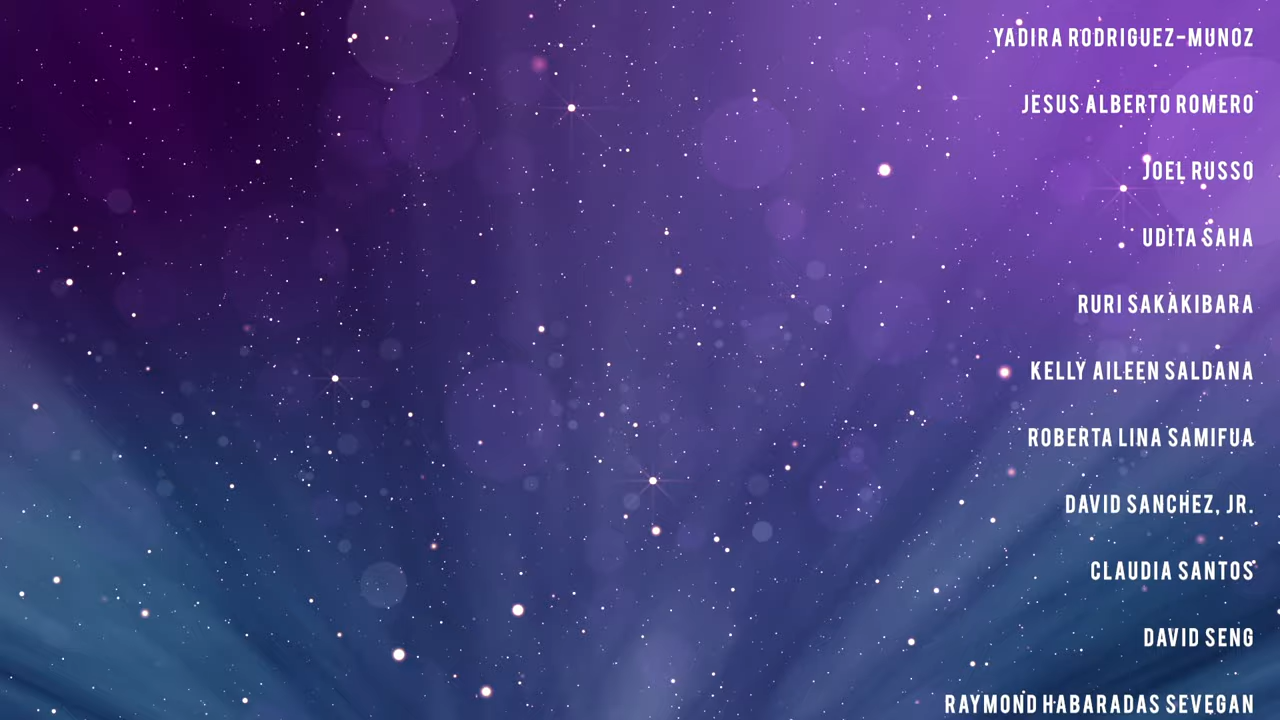 YADIRA RODRIGUEZ-MUNOZ
JESUS ALBERTO ROMERO
JOEL RUSSO
UDITA SAHA
RURI SAKAKIBARA
KELLY AILEEN SALDANA
ROBERTA LINA SAMIFUA
DAVID SANCHEZ, JR.
CLAUDIA SANTOS
DAVID SENG
RAYMOND HABARADAS SEVEGAN